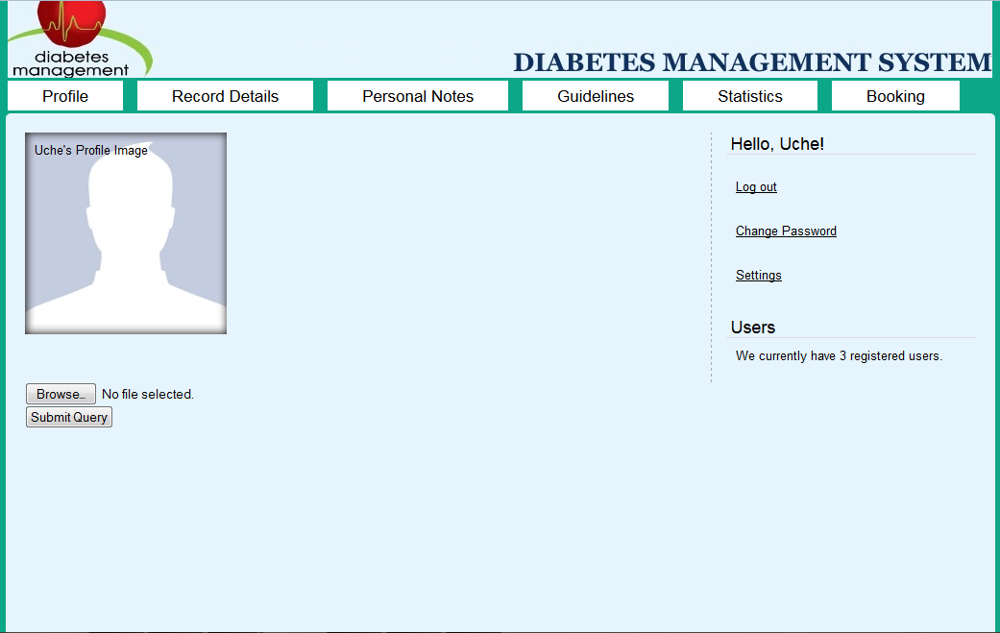 diabetes
management
DIABETES MANAGEMENT SYSTEM
Profile
Record Details
Personal Notes
Guidelines
Statistics
Booking
Uche's Profile Image
Browse_ No file selected.
Submit Query
Hello, Uche!
Log out
Change Password
Settings
Users
We currently have 3 registered users.